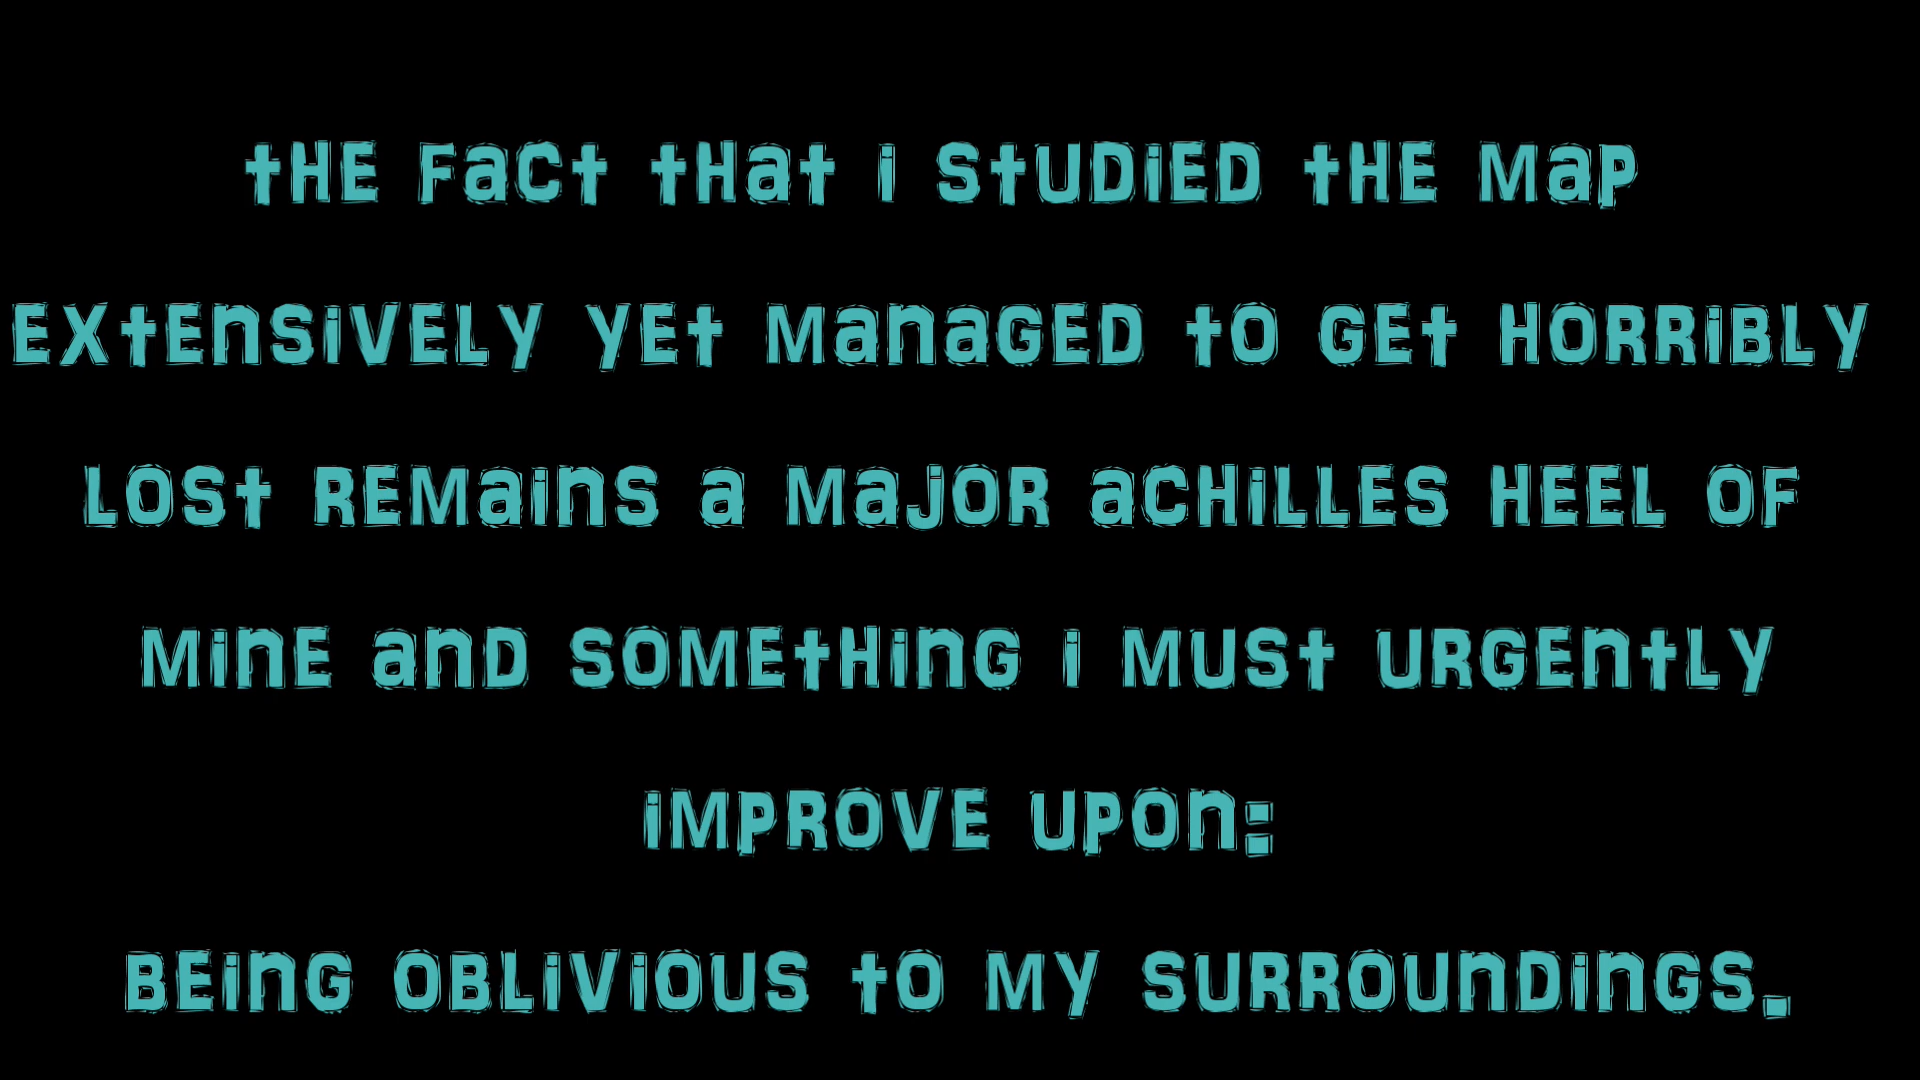 tHE Fact tHat i StUDiED tHE Map
ExtEnSiVELy yEt ManaGED tO GEt HORRiBLy
LOSt REMainS a MajOR acHiLLES HEEL OF
MinE anD SOMEtHinG i MUSt URGEntLy
iMpROVE UpOn:
BEinG OBLiViOUS tO My SURROUnDinGS.